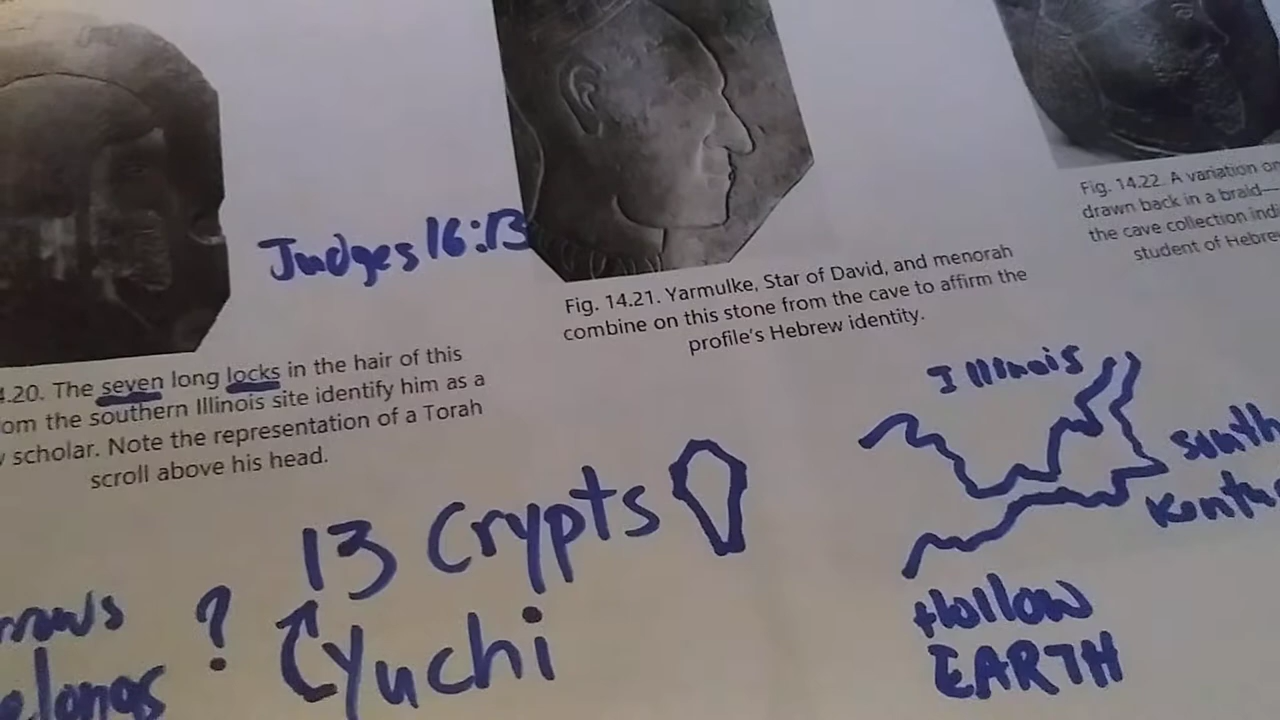 Judges 16:13
Fig. 14.21. Yarmulke, Star of David, and menorah
combine on this stone from the cave to affirm the
profile's Hebrew identity.
Fig. 14.22. A variation on
drawn back in a braid—
the cave collection indi
student of Hebre
4.20. The seven long locks in the hair of this
om the southern Illinois site identify him as a
scholar. Note the representation of a Torah
scroll above his head.
Illinois
South
Kentu
13 Crypts
? Yuchi
Hollow
EARTH